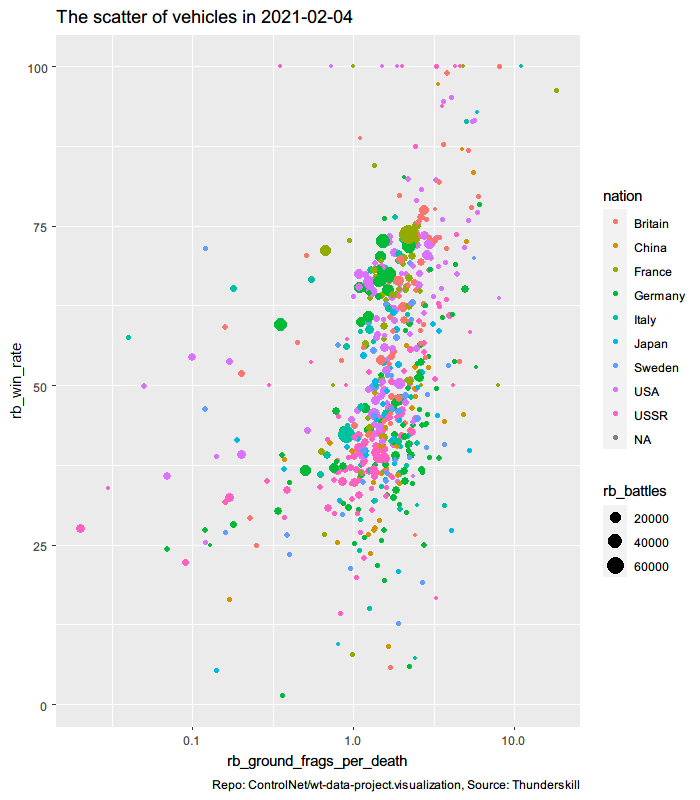 The scatter of vehicles in 2021-02-04
100
75
50
25
0
rb_win_rate
0.1
1.0
10.0
rb_ground_frags_per_death
nation
Britain
China
France
Germany
Italy
Japan
Sweden
USA
USSR
NA
rb_battles
20000
40000
60000
Repo: ControlNet/wt-data-project.visualization, Source: Thunderskill